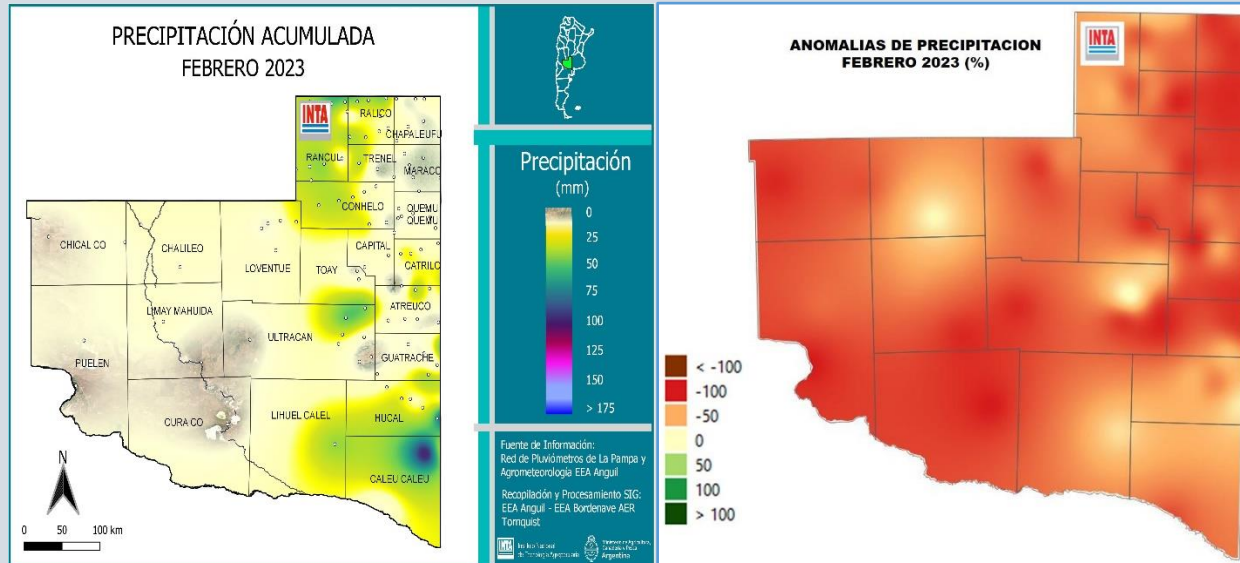 PRECIPITACIÓN ACUMULADA
FEBRERO 2023
INTA
RALICO
CHAPALEUFU
RANCUL
TRENEL
MARACO
CONHELO
QUEMU
QUEMU
CHICAL CO
CHALILEO
LOVENTUE
TOAY
CAPITAL
CATRILO
LIMAY MAHUIDA
ATREUCO
ULTRACAN
PUELEN
GUATRACHE
CURA CO
LIHUEL CALEL
HUCAL
CALEU CALEU
N
0 50 100 km
Precipitación
(mm)
0
25
50
75
100
125
150
> 175
Fuente de Información:
Red de Pluviómetros de La Pampa y
Agrometeorología EEA Anguil
Recopilación y Procesamiento SIG:
EEA Anguil - EEA Bordenave AER
Tornquist
Argentina
ANOMALIAS DE PRECIPITACION
FEBRERO 2023 (%)
INTA
< -100
-100
-50
0
50
100
> 100